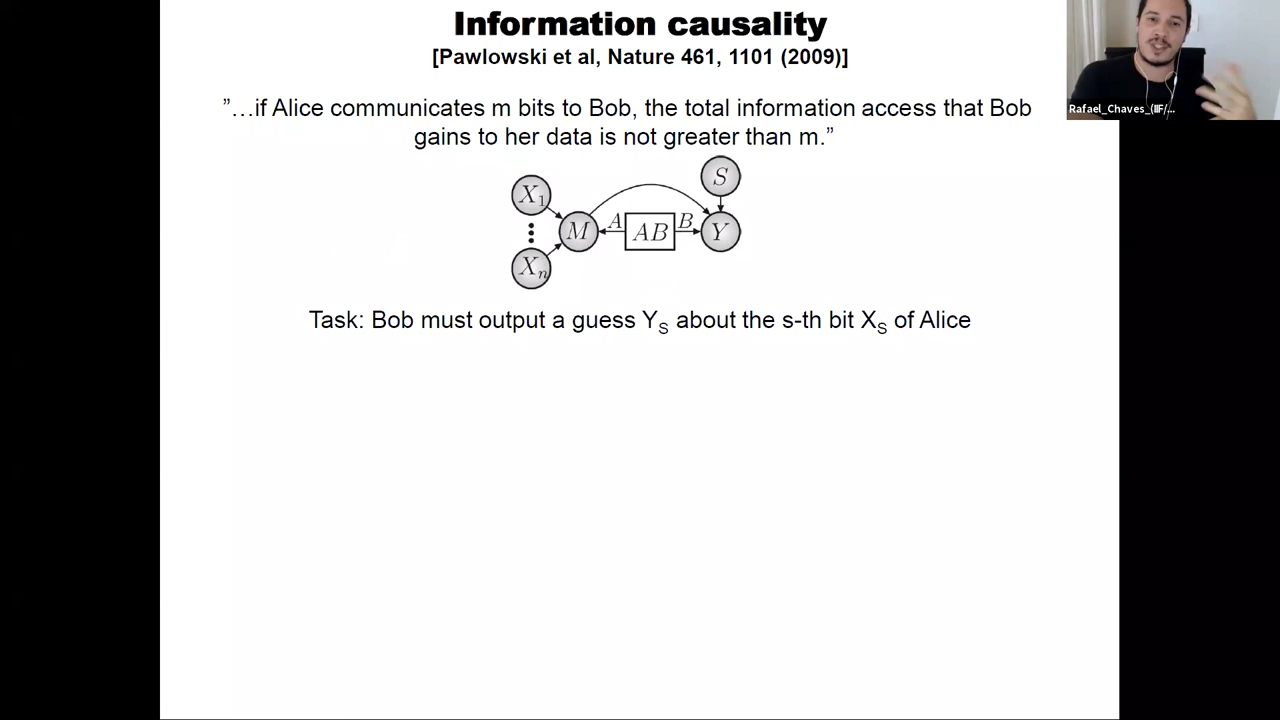 Information causality
[Pawlowski et al, Nature 461, 1101 (2009)]
"…if Alice communicates m bits to Bob, the total information access that Bob
gains to her data is not greater than m."
X1
S
M
A
AB
B
Y
Xn
Task: Bob must output a guess YS about the s-th bit XS of Alice
Rafael_Chaves_(IIF/...